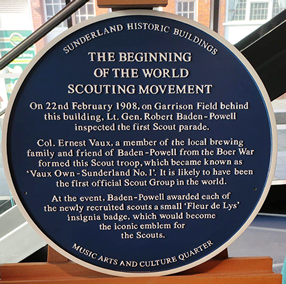 SUNDERLAND HISTORIC BUILDINGS
THE BEGINNING
OF THE WORLD
SCOUTING MOVEMENT
On 22nd February 1908, on Garrison Field behind
this building, Lt. Gen. Robert Baden-Powell
inspected the first Scout parade.
Col. Ernest Vaux, a member of the local brewing
family and friend of Baden-Powell from the Boer War
formed this Scout troop, which became known as
'Vaux Own - Sunderland No.1'. It is likely to have been
the first official Scout Group in the world.
At the event, Baden-Powell awarded each of
the newly recruited scouts a small 'Fleur de Lys'
insignia badge, which would become
the iconic emblem for
the Scouts.
MUSIC ARTS AND CULTURE QUARTER